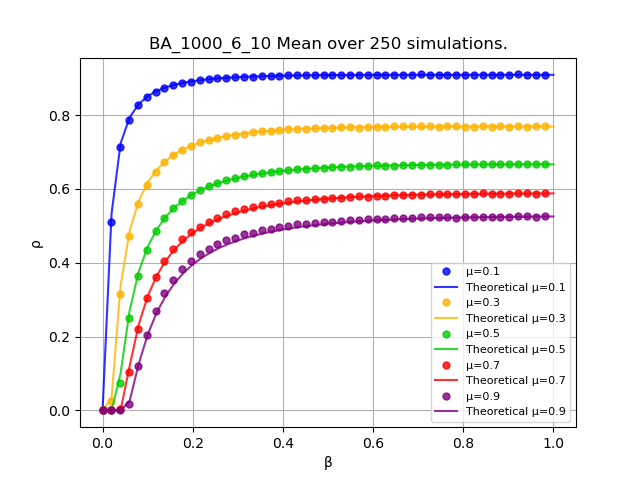 BA_1000_6_10 Mean over 250 simulations.
ρ
0.8
0.6
0.4
0.2
0.0
0.0 0.2 0.4 0.6 0.8 1.0
β
μ=0.1
Theoretical μ=0.1
μ=0.3
Theoretical μ=0.3
μ=0.5
Theoretical μ=0.5
μ=0.7
Theoretical μ=0.7
μ=0.9
Theoretical μ=0.9